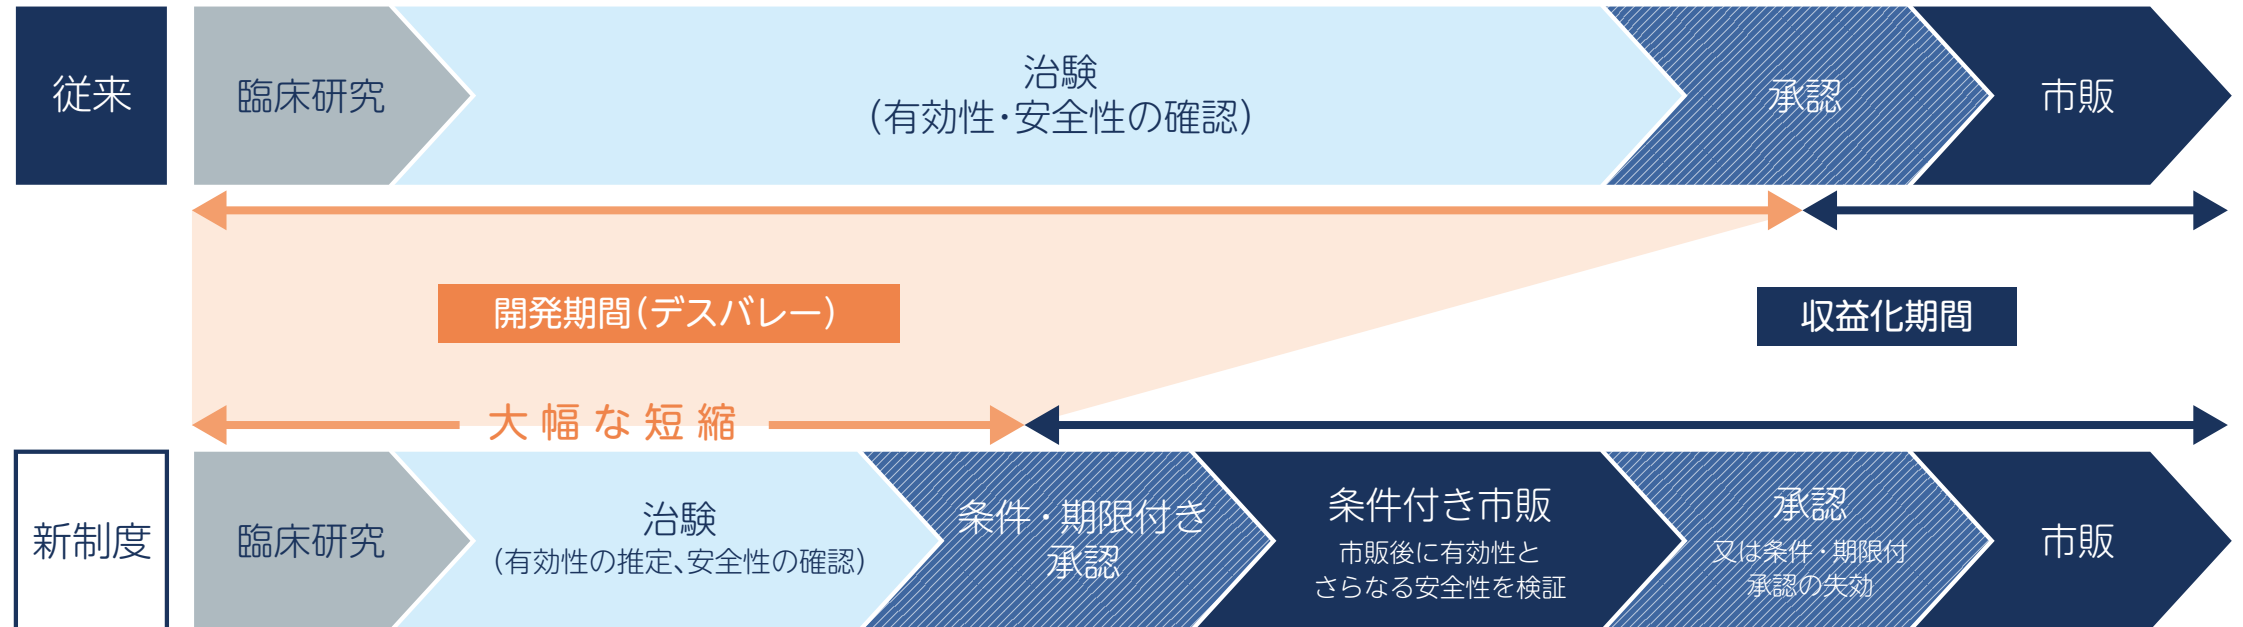 従来
臨床研究
治験
（有効性・安全性の確認）
承認
市販
開発期間（デスバレー）
収益化期間
大幅な短縮
新制度
臨床研究
治験
（有効性の推定、安全性の確認）
条件・期限付き
承認
条件付き市販
市販後に有効性と
さらなる安全性を検証
承認
又は条件・期限付
承認の失効
市販